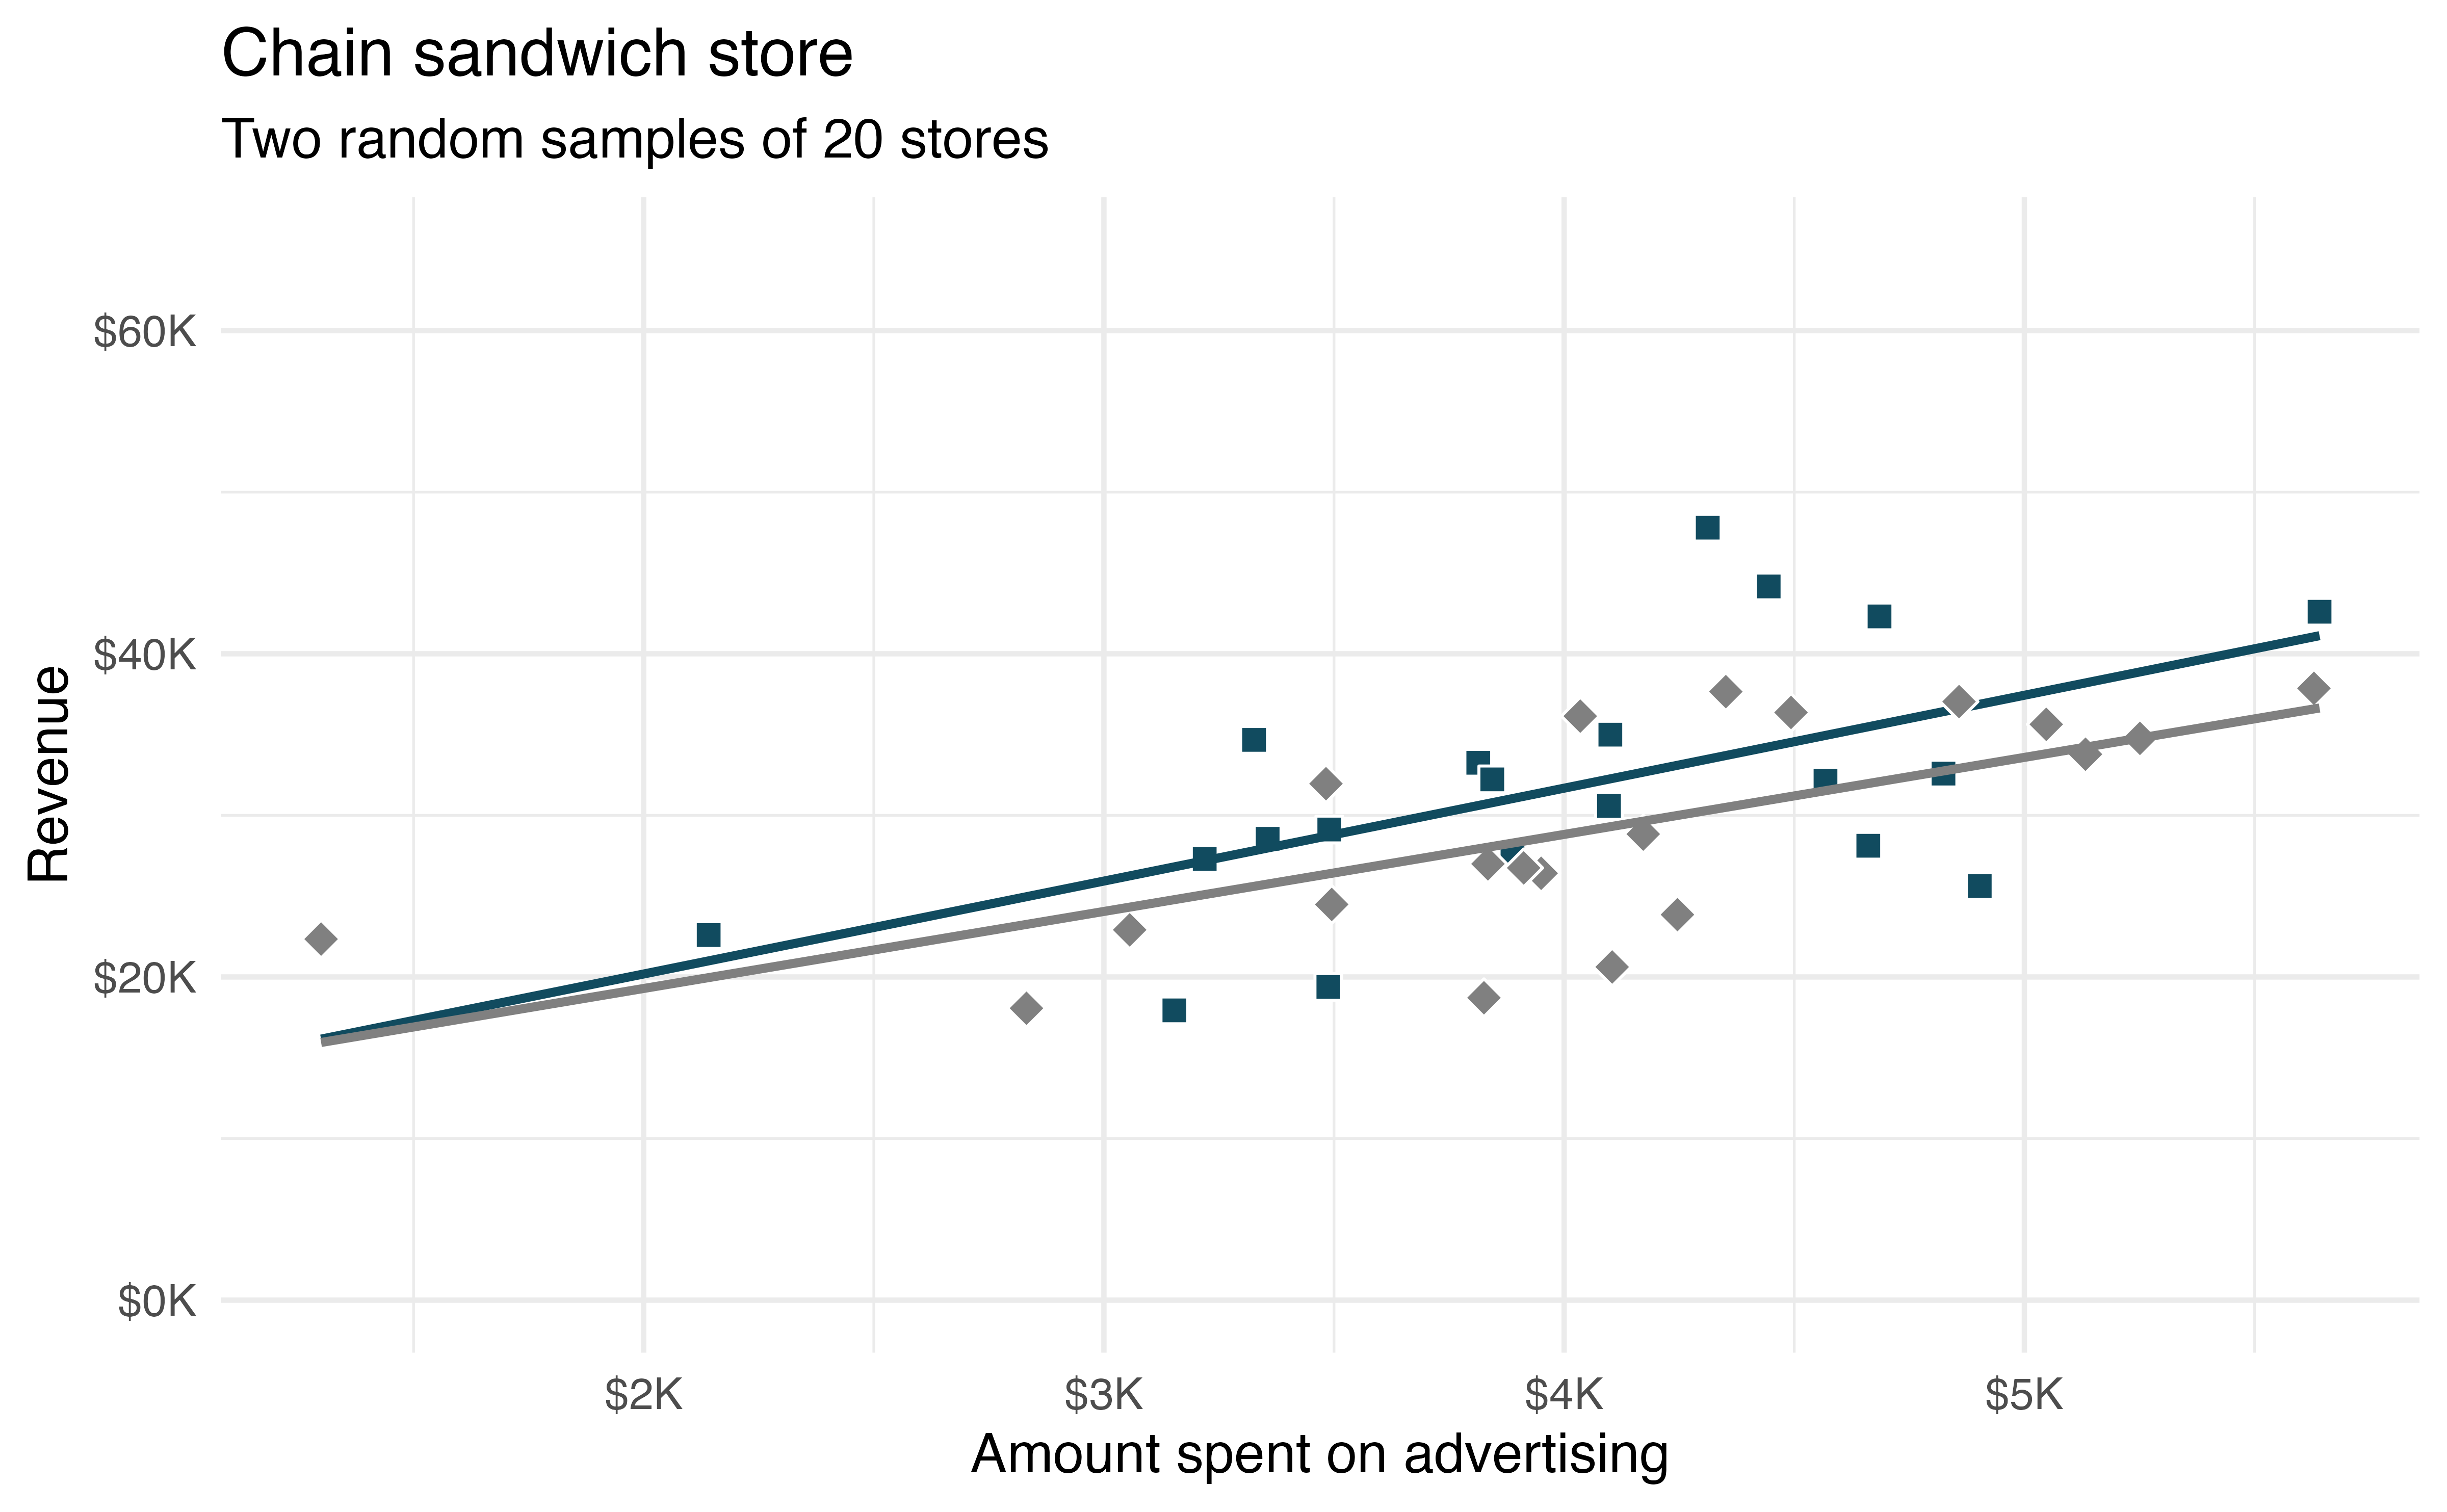 Chain sandwich store
Two random samples of 20 stores
$60K
$40K
$20K
$0K
Revenue
$2K $3K $4K $5K
Amount spent on advertising